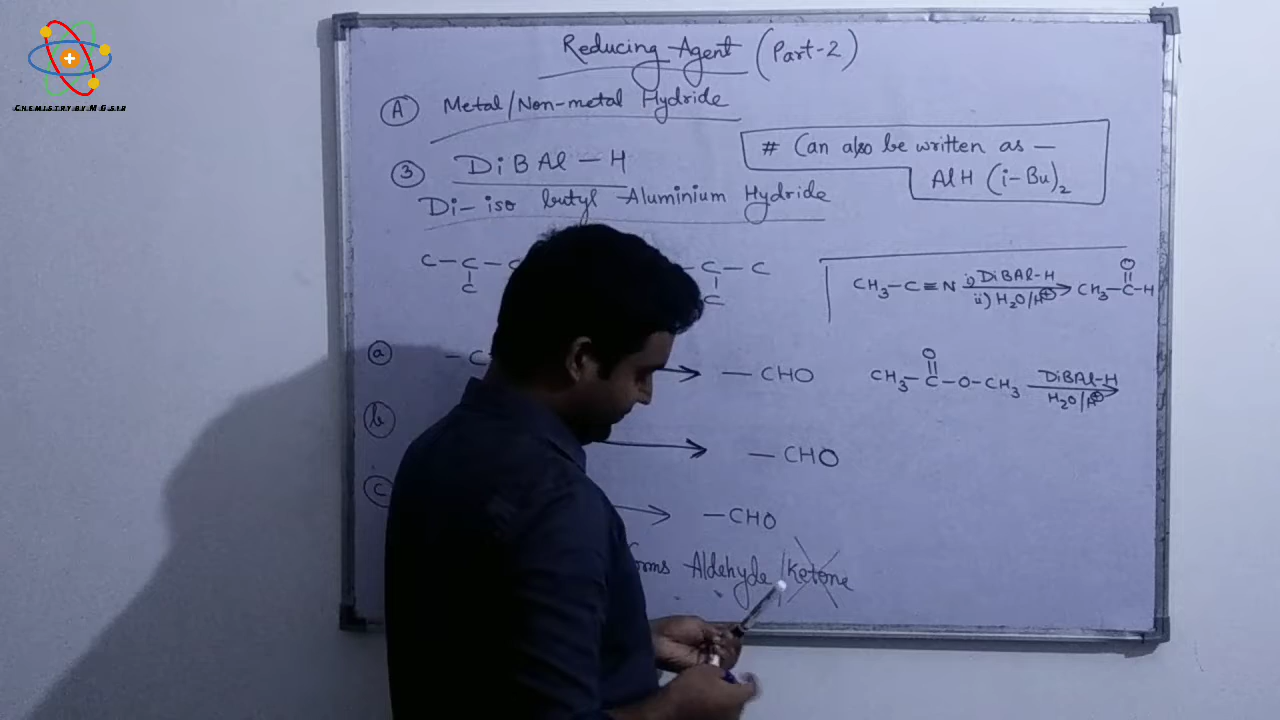 CHEMISTRY BY M G SIR
Reducing Agent (Part-2)
A Metal/Non-metal Hydride
# Can also be written as —
AlH (i-Bu)₂
3 DiBAl-H
Di-iso butyl Aluminium Hydride
C-C-C C-C
C C
CH₃-C≡N i) DiBAl-H CH₃-C-H
ii) H₂O/H⊕ O
a -C — CHO
O
CH₃-C-O-CH₃ DiBAl-H
H₂O/H⊕
b — CHO
c — CHO
Aldehyde/Ketone